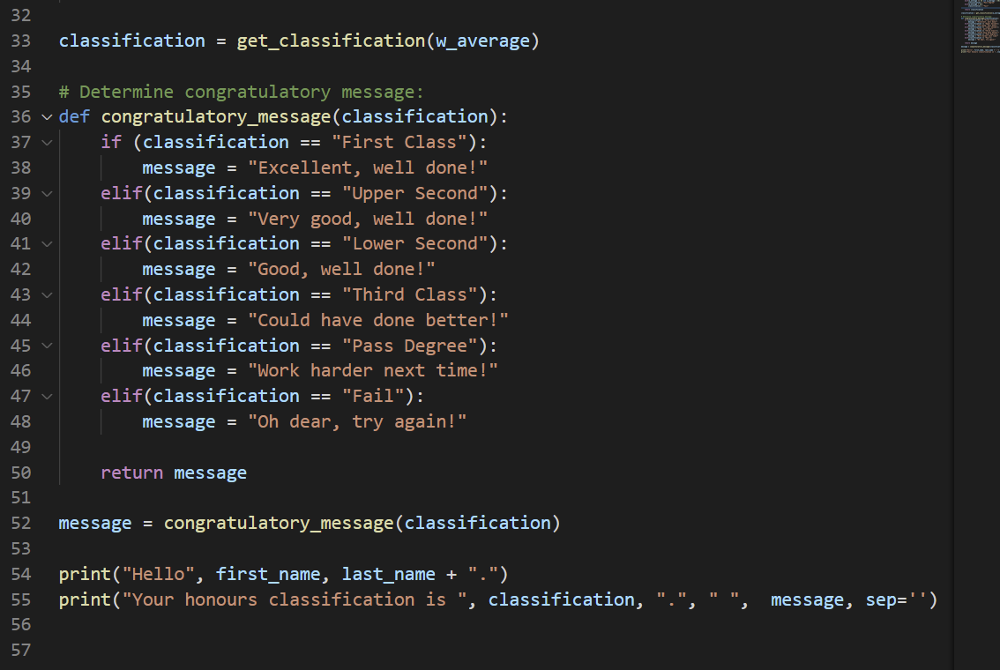 32
33 classification = get_classification(w_average)
34
35 # Determine congratulatory message:
36 def congratulatory_message(classification):
37     if (classification == "First Class"):
38         message = "Excellent, well done!"
39     elif(classification == "Upper Second"):
40         message = "Very good, well done!"
41     elif(classification == "Lower Second"):
42         message = "Good, well done!"
43     elif(classification == "Third Class"):
44         message = "Could have done better!"
45     elif(classification == "Pass Degree"):
46         message = "Work harder next time!"
47     elif(classification == "Fail"):
48         message = "Oh dear, try again!"
49
50     return message
51
52 message = congratulatory_message(classification)
53
54 print("Hello", first_name, last_name + ".")
55 print("Your honours classification is ", classification, ".", " ",  message, sep='')
56
57